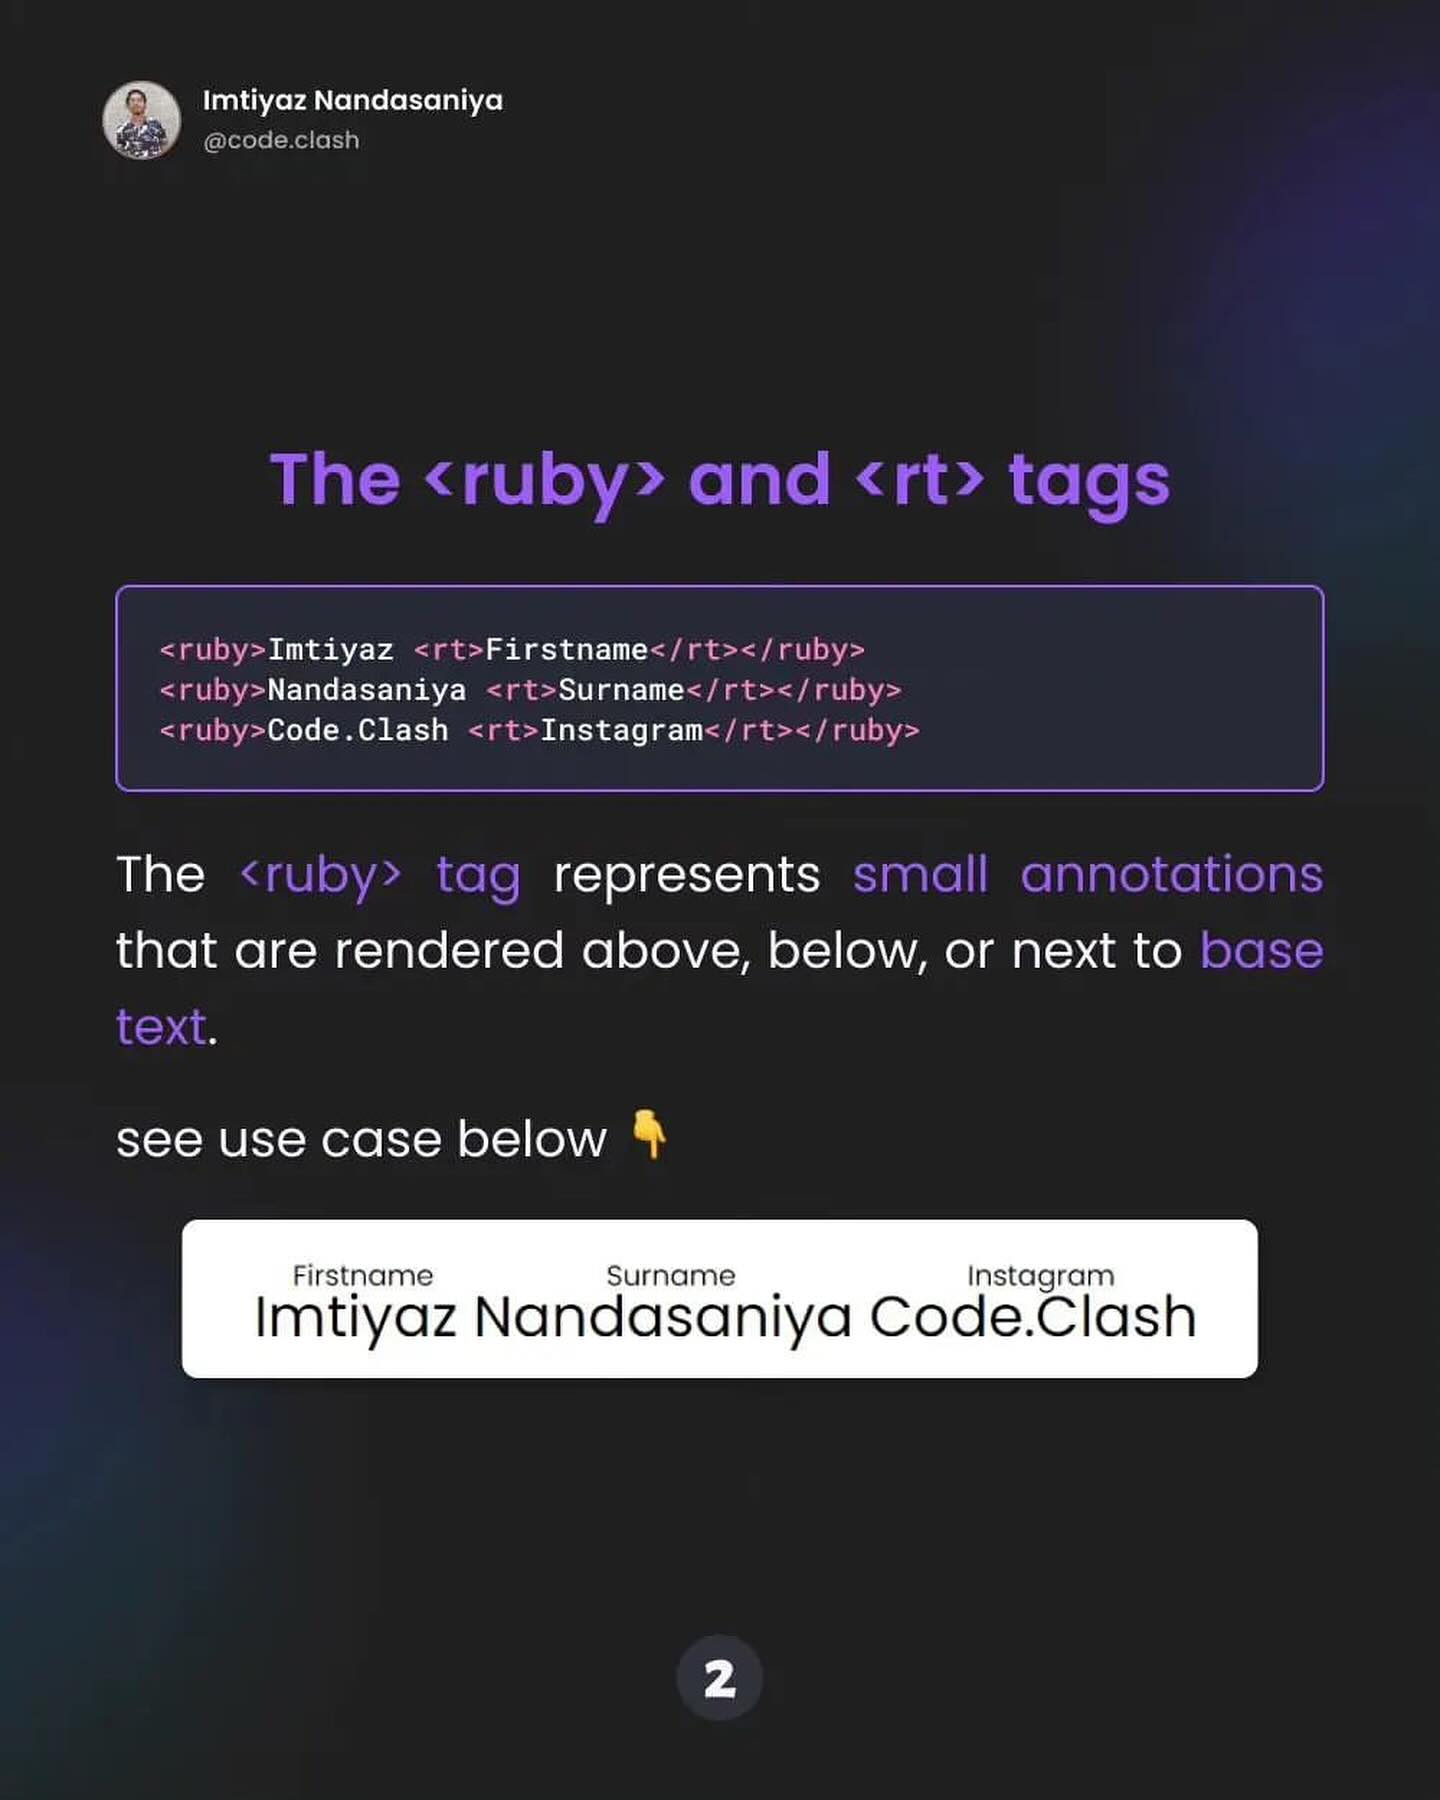 Imtiyaz Nandasaniya
@code.clash
The <ruby> and <rt> tags
<ruby>Imtiyaz <rt>Firstname</rt></ruby>
<ruby>Nandasaniya <rt>Surname</rt></ruby>
<ruby>Code.Clash <rt>Instagram</rt></ruby>
The <ruby> tag represents small annotations
that are rendered above, below, or next to base
text.
see use case below 👇
Firstname Surname Instagram
Imtiyaz Nandasaniya Code.Clash
2